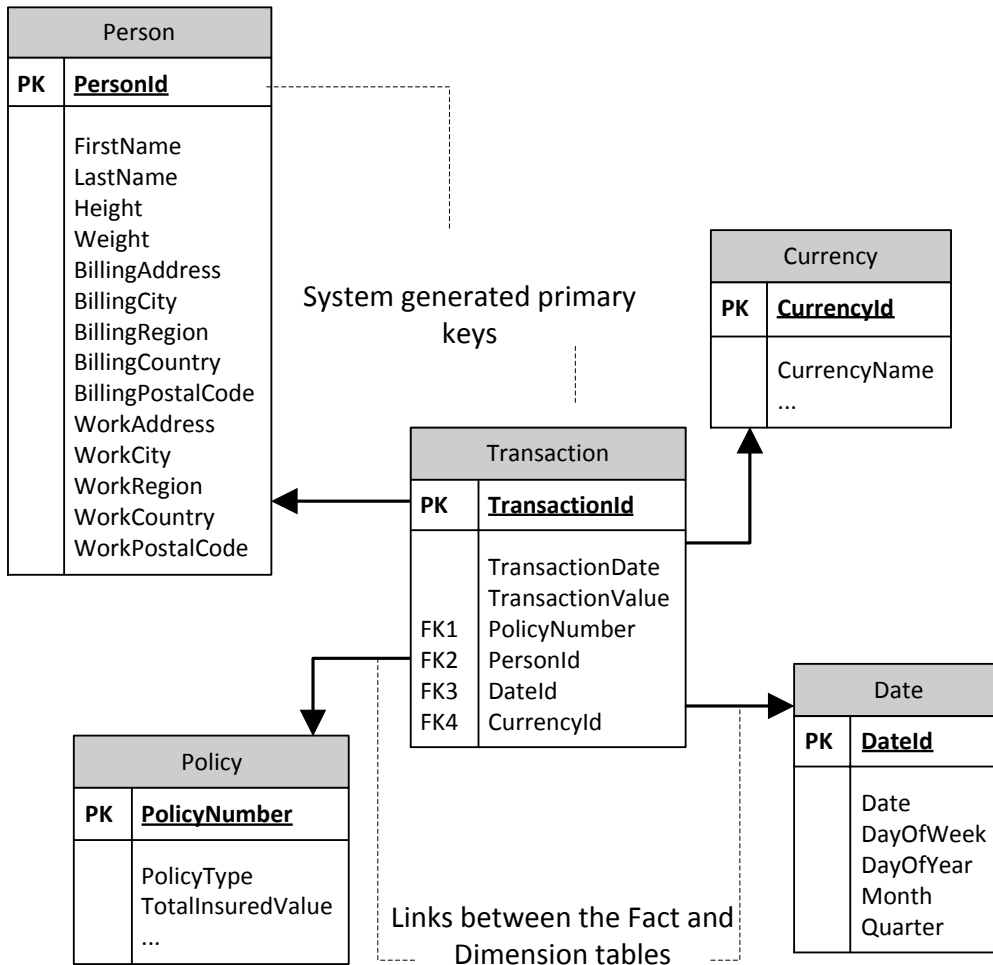 Person
PK PersonId
FirstName
LastName
Height
Weight
BillingAddress
BillingCity
BillingRegion
BillingCountry
BillingPostalCode
WorkAddress
WorkCity
WorkRegion
WorkCountry
WorkPostalCode
System generated primary
keys
Currency
PK CurrencyId
CurrencyName
...
Transaction
PK TransactionId
TransactionDate
TransactionValue
FK1 PolicyNumber
FK2 PersonId
FK3 DateId
FK4 CurrencyId
Policy
PK PolicyNumber
PolicyType
TotalInsuredValue
...
Date
PK DateId
Date
DayOfWeek
DayOfYear
Month
Quarter
Links between the Fact and
Dimension tables